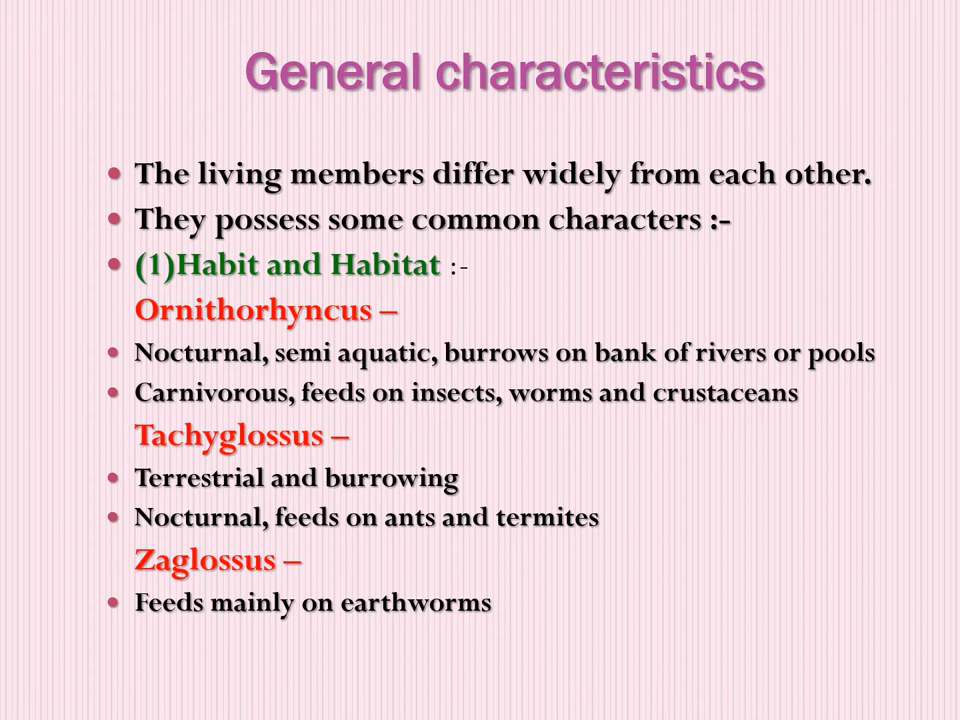 General characteristics
• The living members differ widely from each other.
• They possess some common characters :-
• (1)Habit and Habitat :-
Ornithorhyncus –
• Nocturnal, semi aquatic, burrows on bank of rivers or pools
• Carnivorous, feeds on insects, worms and crustaceans
Tachyglossus –
• Terrestrial and burrowing
• Nocturnal, feeds on ants and termites
Zaglossus –
• Feeds mainly on earthworms